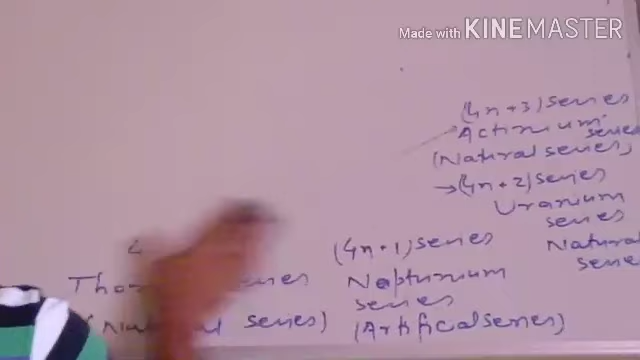 Made with KINEMASTER
(4n+3) series
Actinium series
(Natural series)
→(4n+2) series
Uranium
series
Natural
series
(4n+1) series
Neptunium
series
(Artificial series)
series
series)